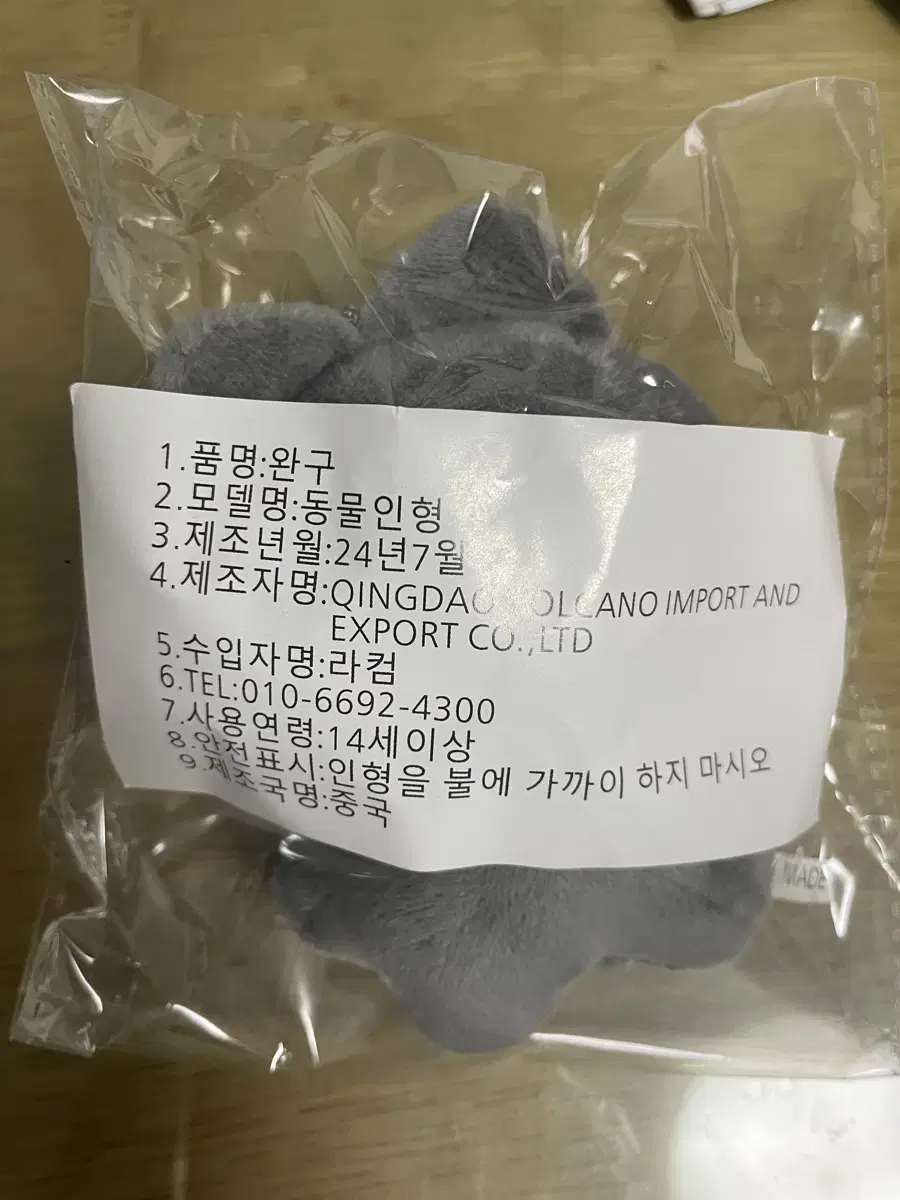 1.품명:완구
2.모델명:동물인형
3.제조년월:24년7월
4.제조자명:QINGDAO VOLCANO IMPORT AND
EXPORT CO.,LTD
5.수입자명:라컴
6.TEL:010-6692-4300
7.사용연령:14세이상
8.안전표시:인형을 불에 가까이 하지 마시오
9.제조국명:중국
MADE